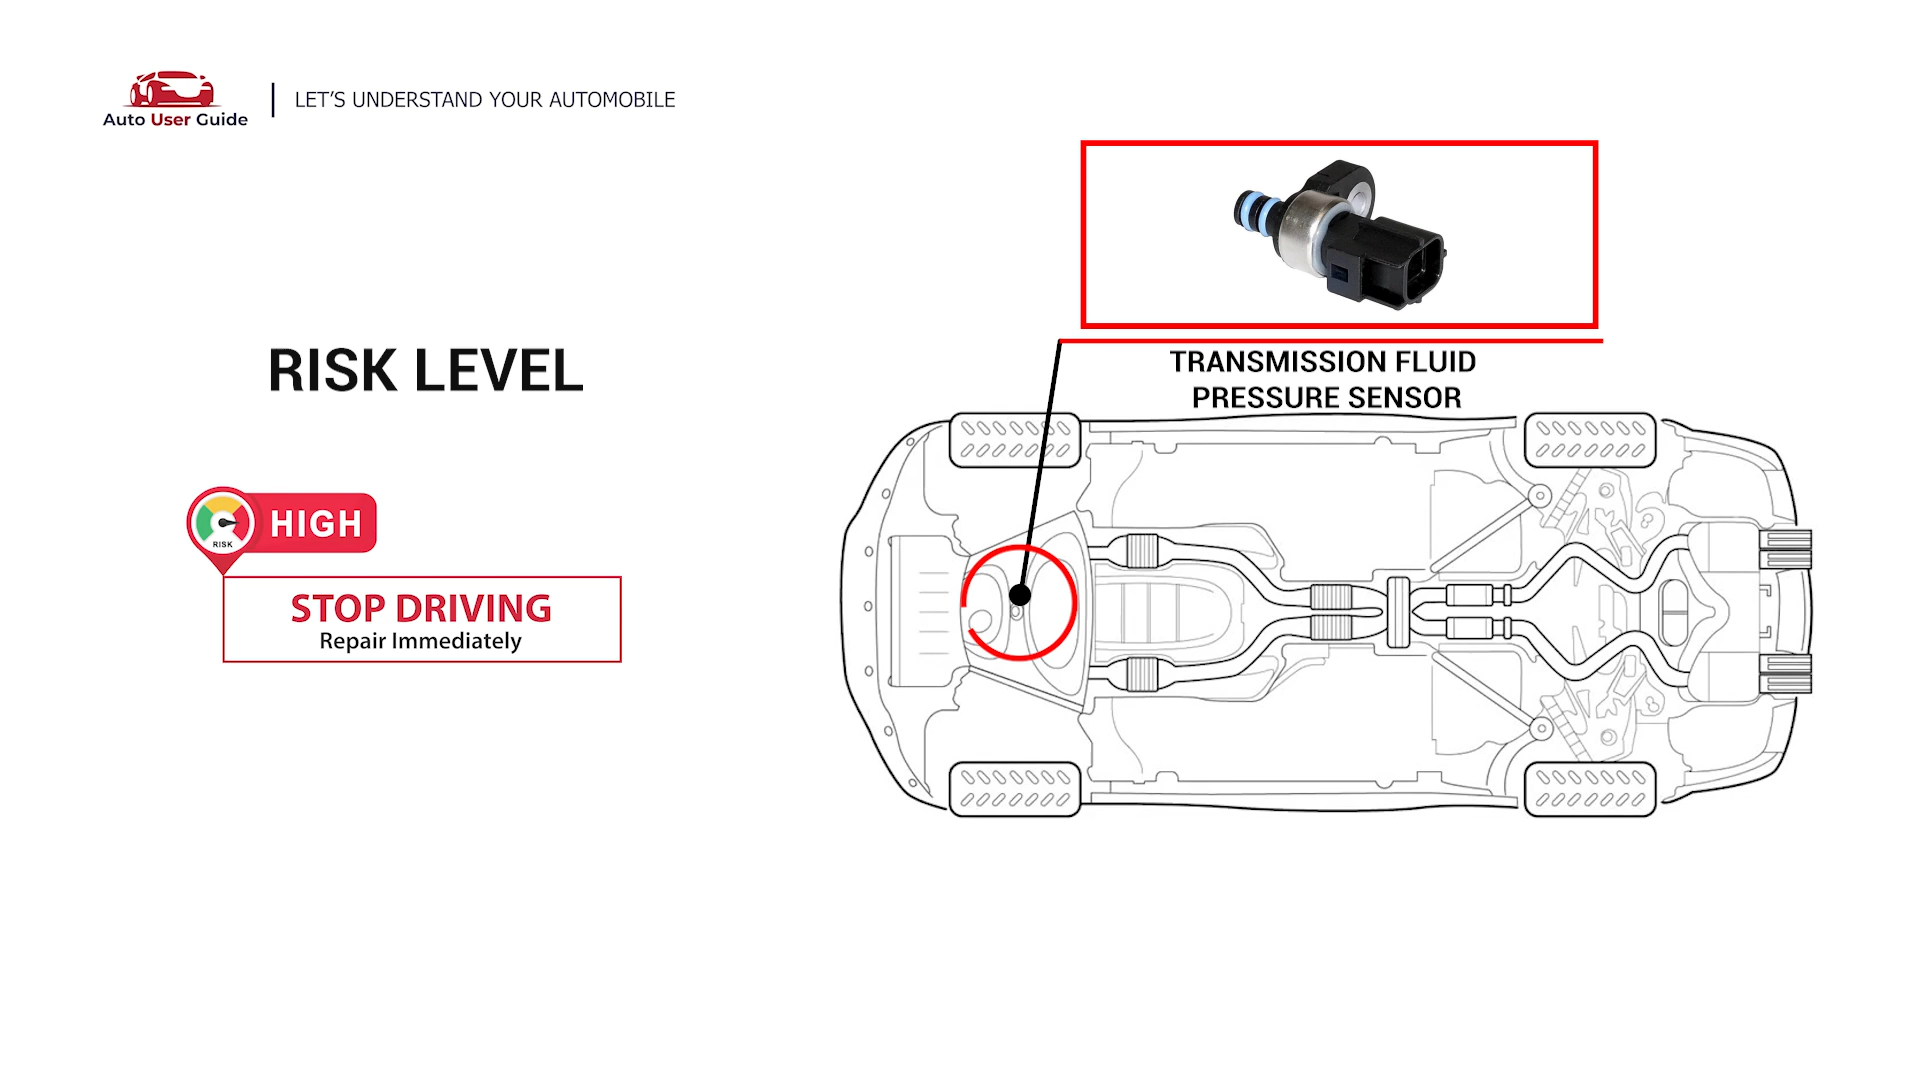 Auto User Guide
LET'S UNDERSTAND YOUR AUTOMOBILE
TRANSMISSION FLUID
PRESSURE SENSOR
RISK LEVEL
RISK
HIGH
STOP DRIVING
Repair Immediately